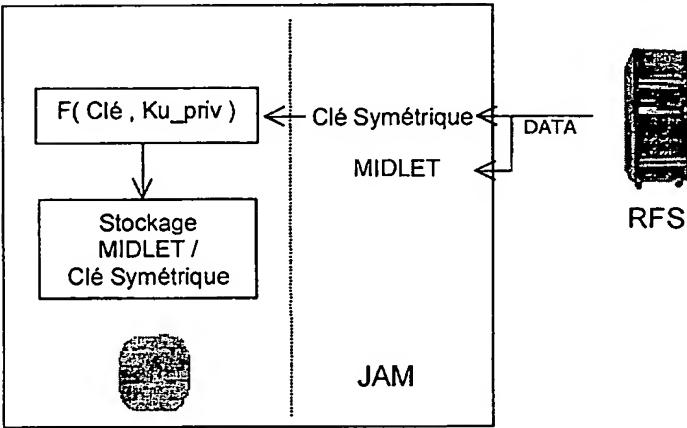 F( Clé , Ku_priv )
Clé Symétrique
DATA
MIDLET
RFS
Stockage
MIDLET /
Clé Symétrique
JAM